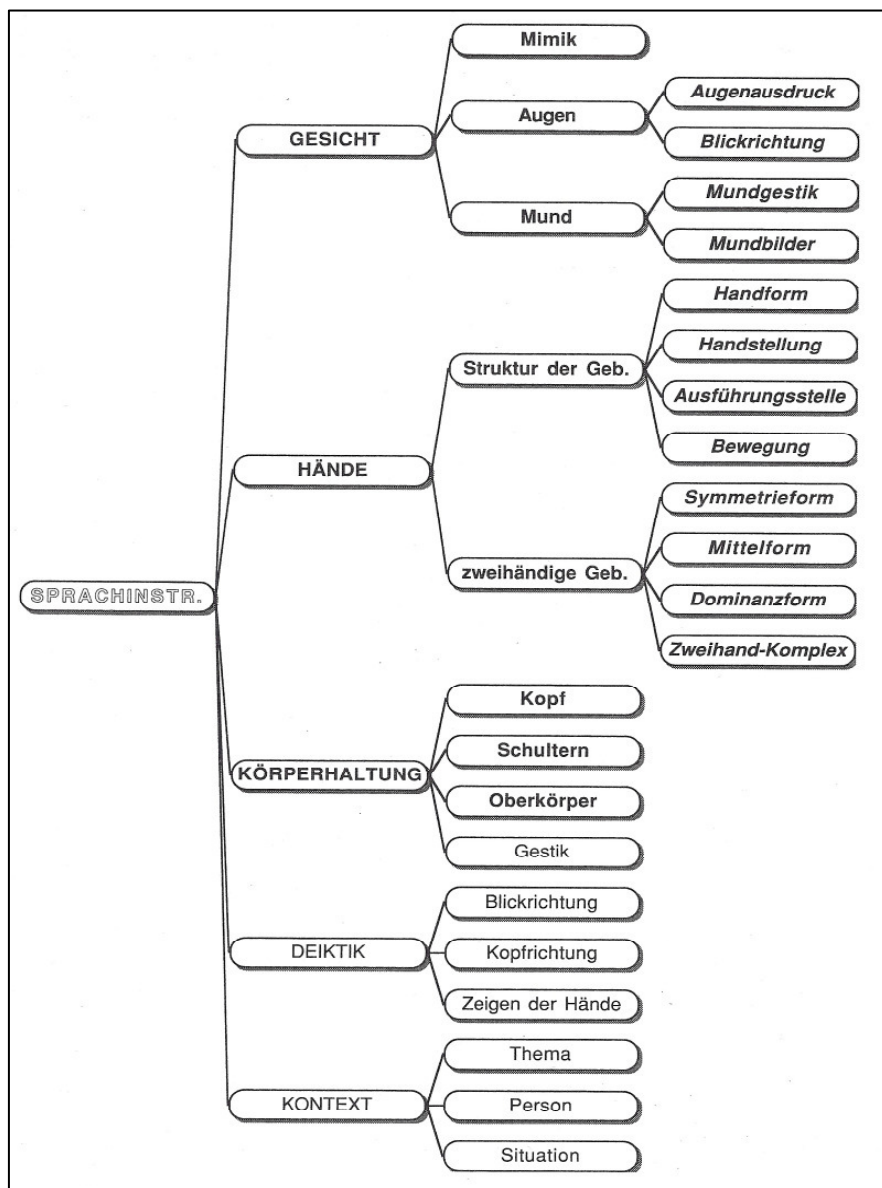 SPRACHINSTR.
GESICHT
Mimik
Augen
Augenausdruck
Blickrichtung
Mund
Mundgestik
Mundbilder
HÄNDE
Struktur der Geb.
Handform
Handstellung
Ausführungsstelle
Bewegung
zweihändige Geb.
Symmetrieform
Mittelform
Dominanzform
Zweihand-Komplex
KÖRPERHALTUNG
Kopf
Schultern
Oberkörper
Gestik
DEIKTIK
Blickrichtung
Kopfrichtung
Zeigen der Hände
KONTEXT
Thema
Person
Situation